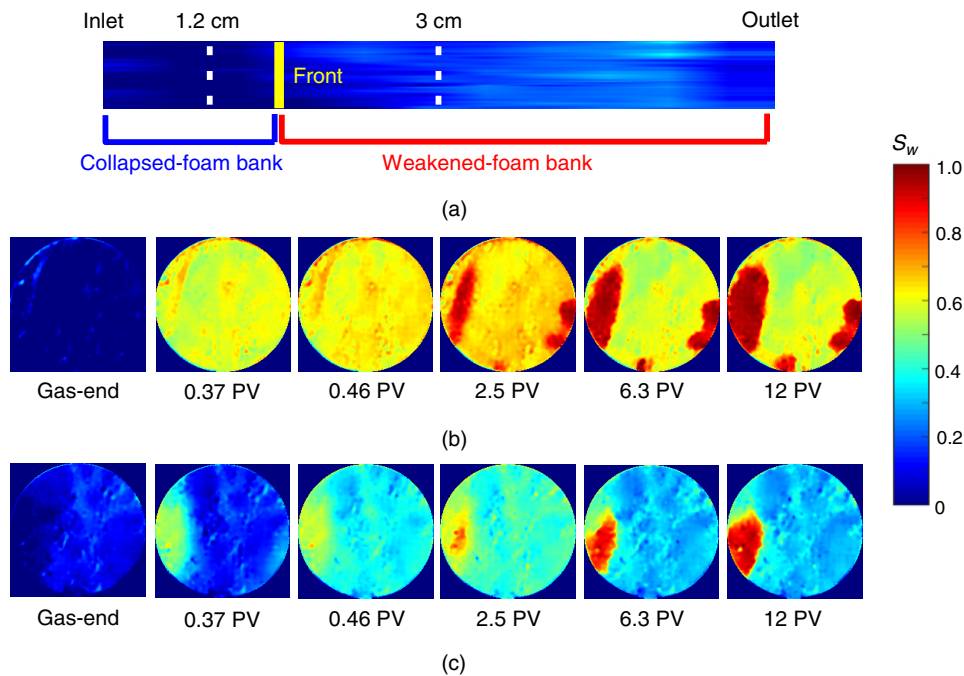 Inlet 1.2 cm 3 cm Outlet
Front
Collapsed-foam bank Weakened-foam bank
(a)
S_w
1.0
0.8
0.6
0.4
0.2
0
Gas-end 0.37 PV 0.46 PV 2.5 PV 6.3 PV 12 PV
(b)
Gas-end 0.37 PV 0.46 PV 2.5 PV 6.3 PV 12 PV
(c)